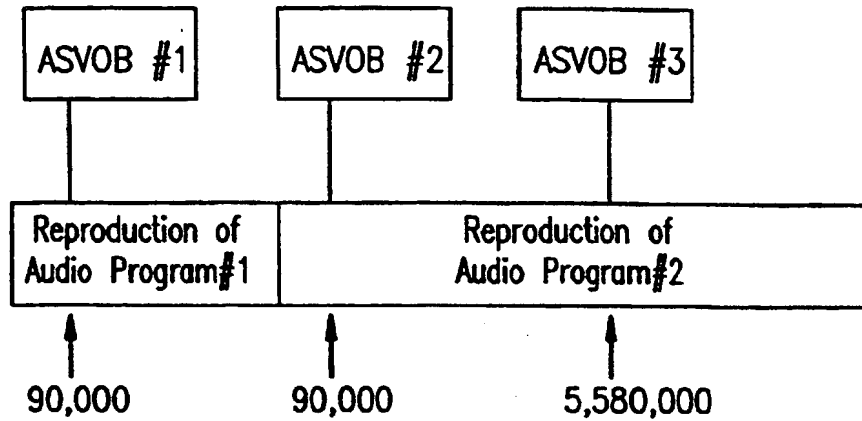 ASVOB #1
ASVOB #2
ASVOB #3
Reproduction of
Audio Program#1
Reproduction of
Audio Program#2
90,000
90,000
5,580,000